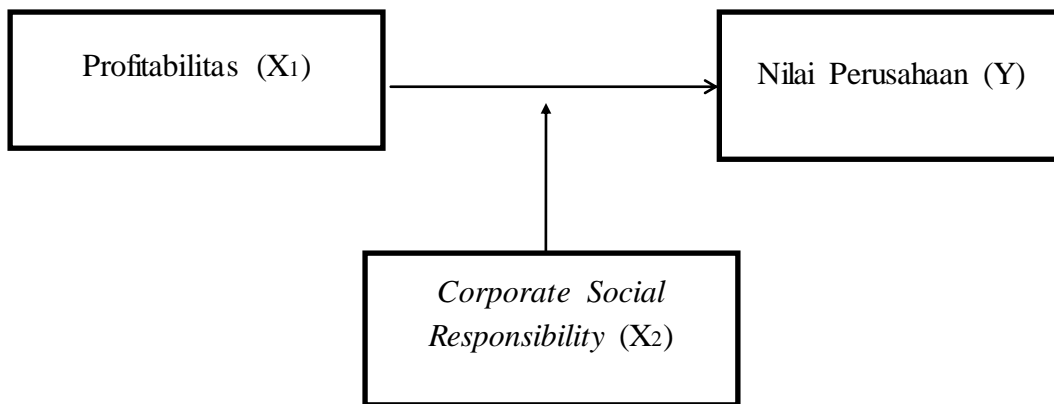 Profitabilitas (X1)
Nilai Perusahaan (Y)
Corporate Social
Responsibility (X2)